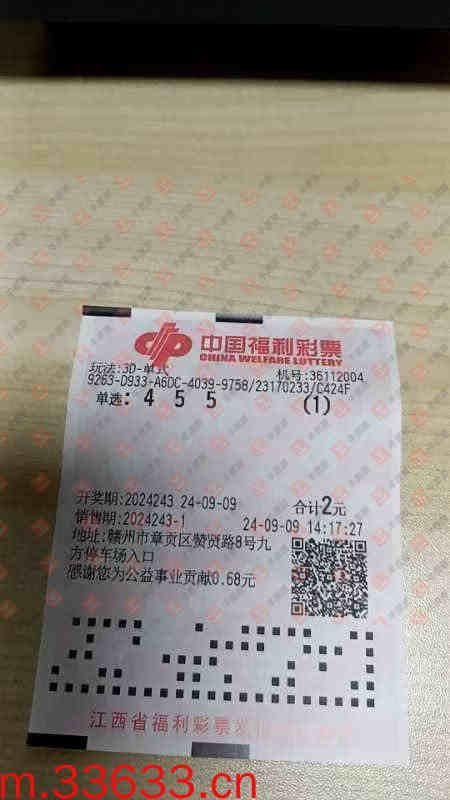 中国福利彩票
CHINA WELFARE LOTTERY
玩法:3D-单式 机号:36112004
9263-D933-A6DC-4039-9758/23170233/C424F
单选: 4 5 5 (1)
开奖期:2024243 24-09-09 合计2元
销售期:2024243-1 24-09-09 14:17:27
地址:赣州市章贡区赞贤路8号九
方停车场入口
感谢您为公益事业贡献0.68元
江西省福利彩票发
m.33633.cn